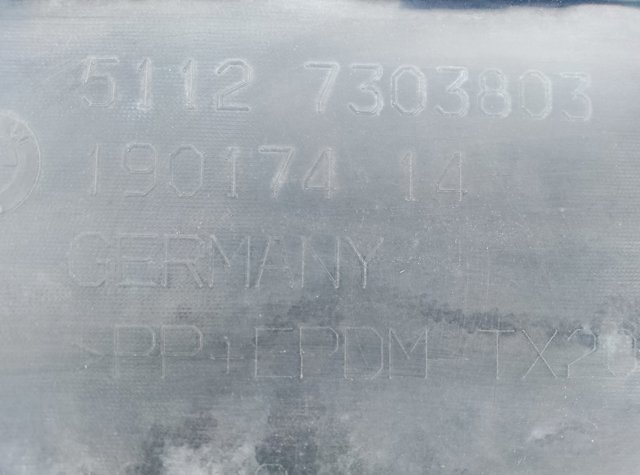 5112 7303803
190174 14
GERMANY
>PP+EPDM-TX20